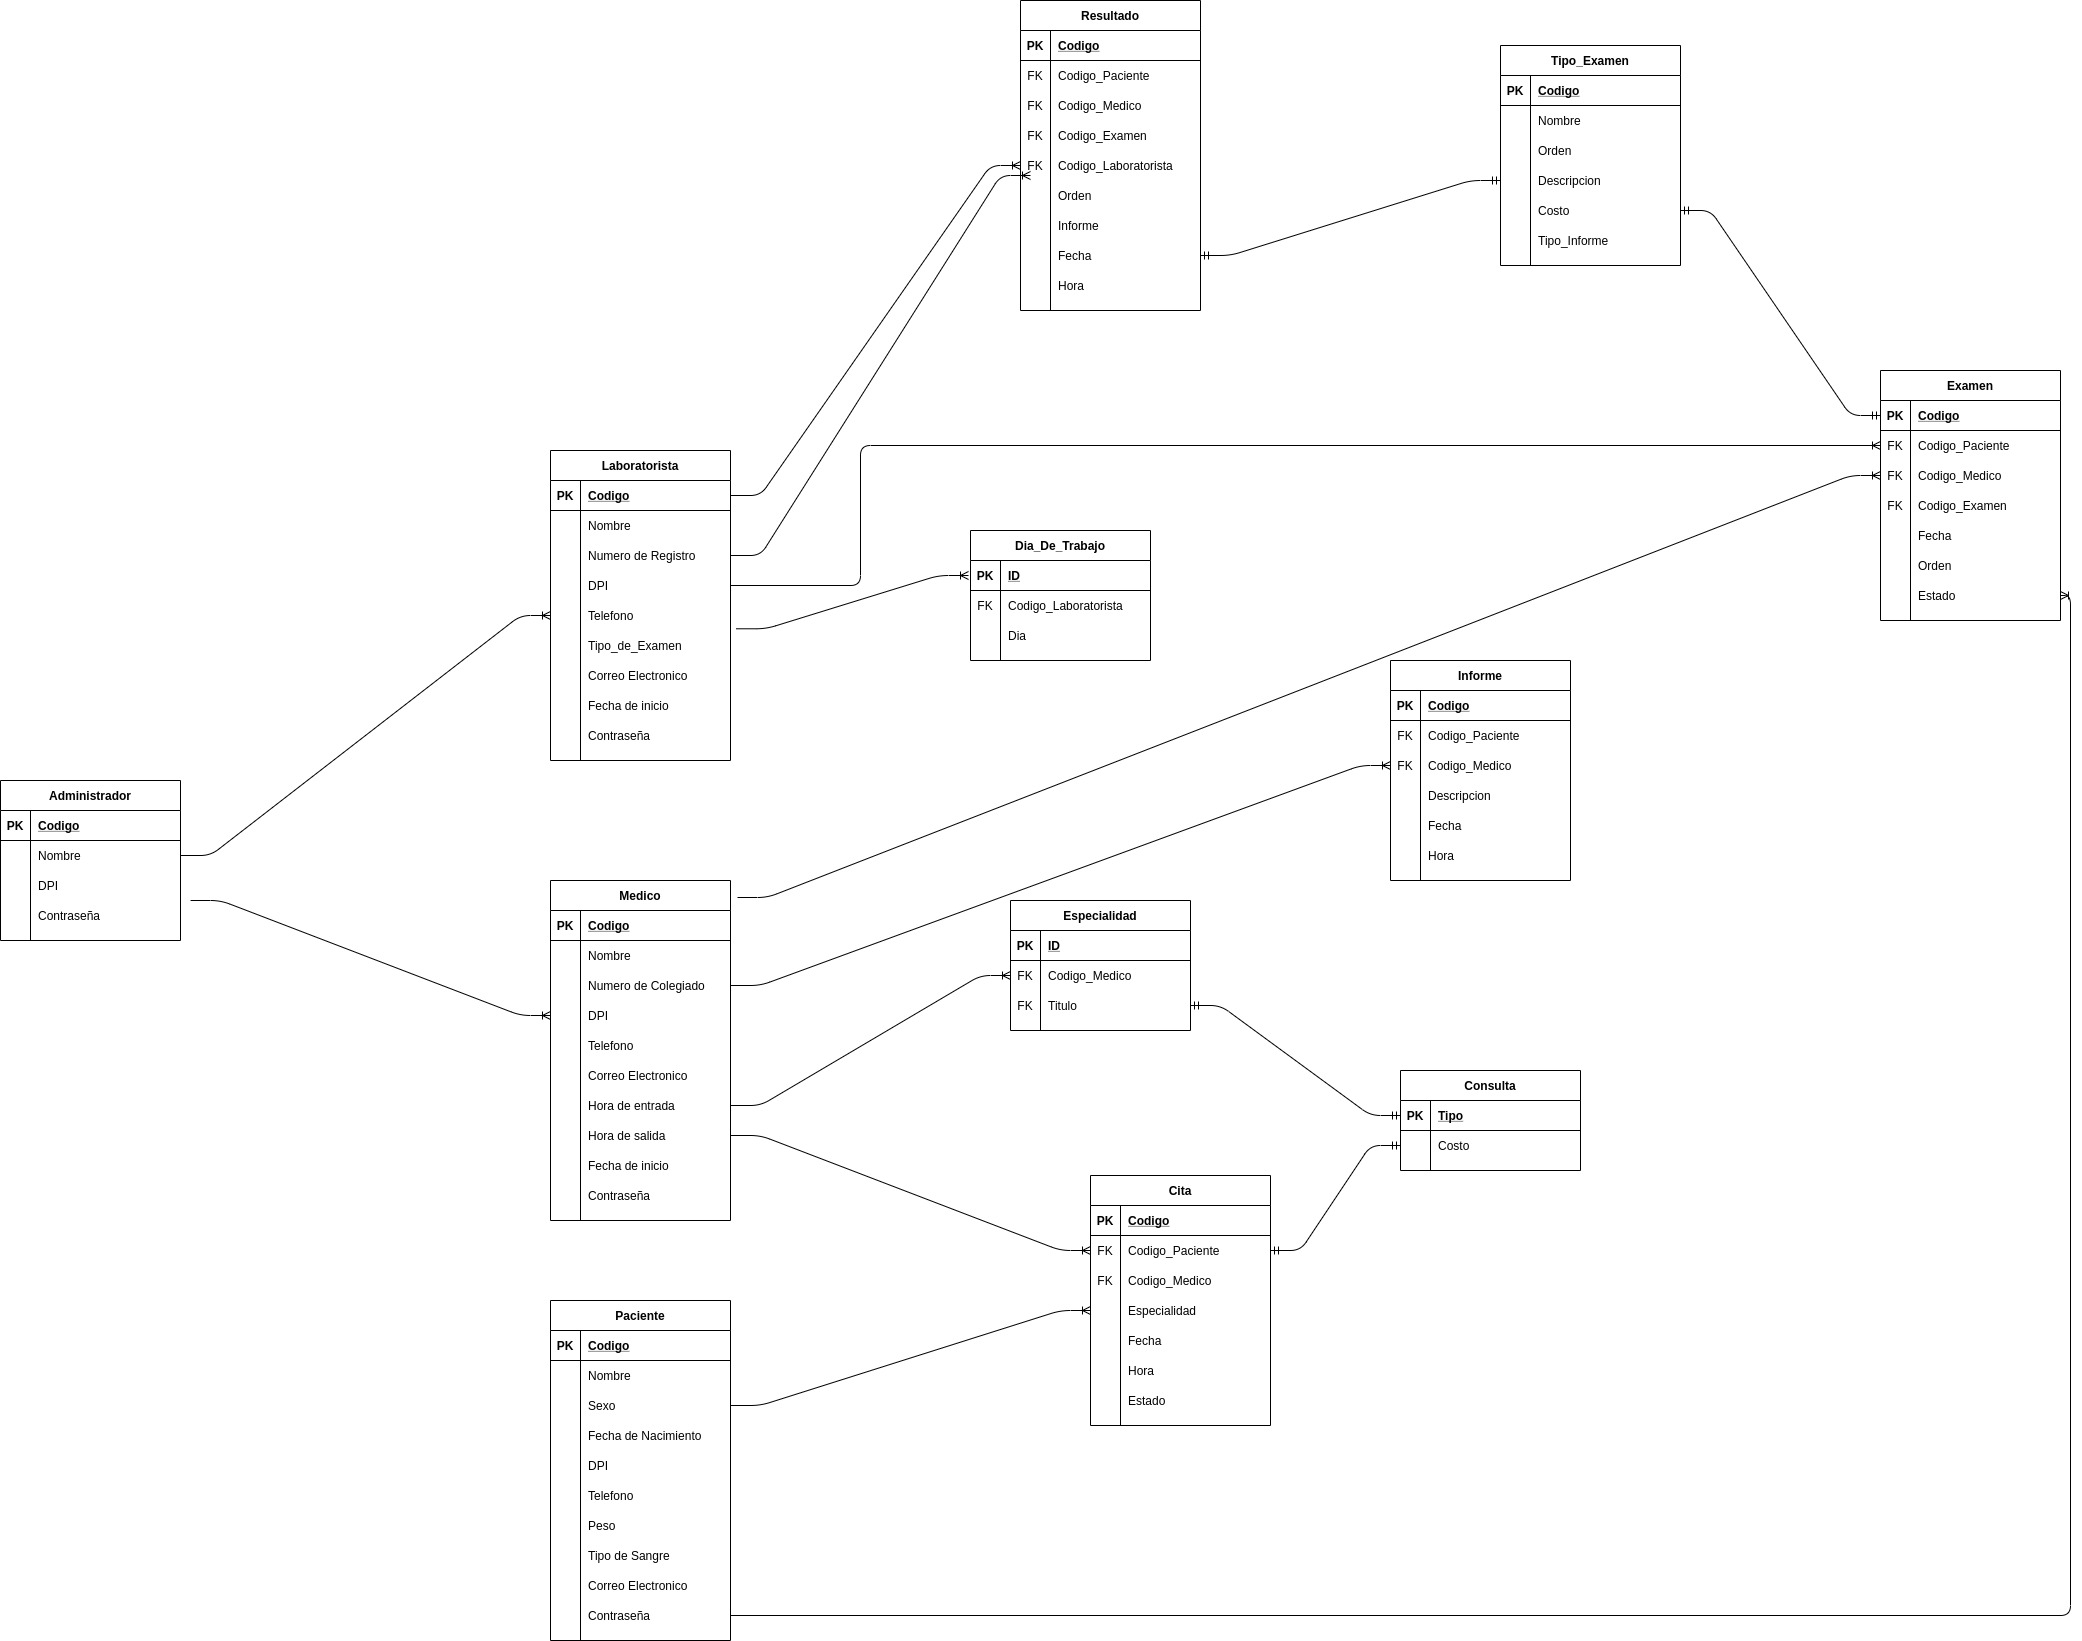 Resultado
PK Codigo
FK Codigo_Paciente
FK Codigo_Medico
FK Codigo_Examen
FK Codigo_Laboratorista
Orden
Informe
Fecha
Hora
Tipo_Examen
PK Codigo
Nombre
Orden
Descripcion
Costo
Tipo_Informe
Examen
PK Codigo
FK Codigo_Paciente
FK Codigo_Medico
FK Codigo_Examen
Fecha
Orden
Estado
Laboratorista
PK Codigo
Nombre
Numero de Registro
DPI
Telefono
Tipo_de_Examen
Correo Electronico
Fecha de inicio
Contraseña
Dia_De_Trabajo
PK ID
FK Codigo_Laboratorista
Dia
Informe
PK Codigo
FK Codigo_Paciente
FK Codigo_Medico
Descripcion
Fecha
Hora
Administrador
PK Codigo
Nombre
DPI
Contraseña
Medico
PK Codigo
Nombre
Numero de Colegiado
DPI
Telefono
Correo Electronico
Hora de entrada
Hora de salida
Fecha de inicio
Contraseña
Especialidad
PK ID
FK Codigo_Medico
FK Titulo
Consulta
PK Tipo
Costo
Cita
PK Codigo
FK Codigo_Paciente
FK Codigo_Medico
Especialidad
Fecha
Hora
Estado
Paciente
PK Codigo
Nombre
Sexo
Fecha de Nacimiento
DPI
Telefono
Peso
Tipo de Sangre
Correo Electronico
Contraseña